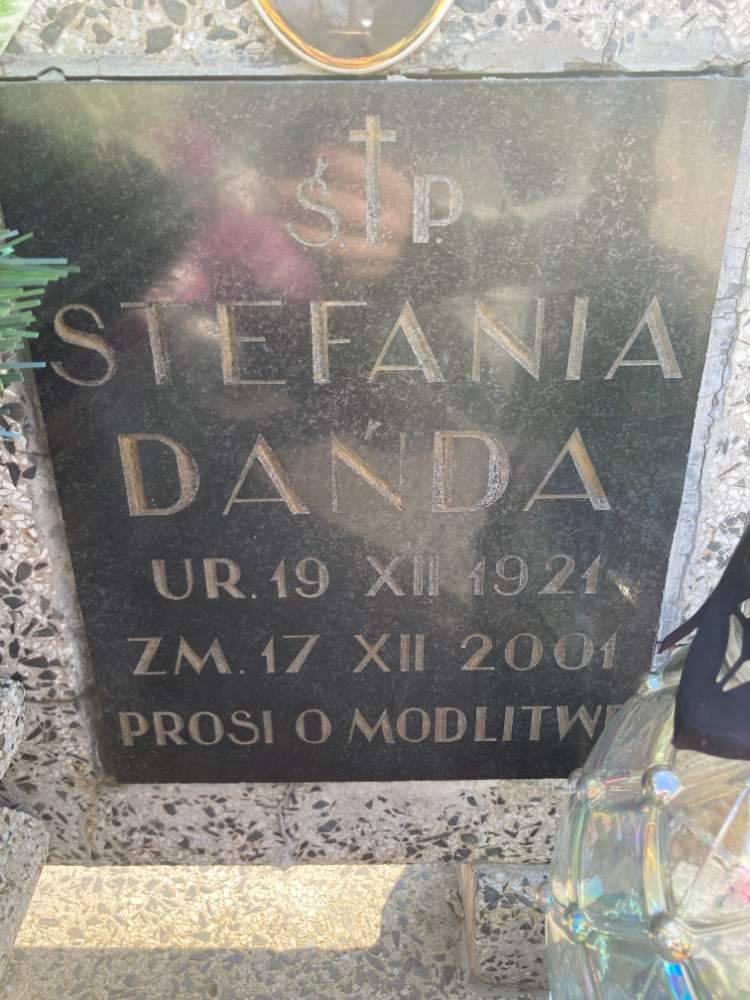 Ś.†P.
STEFANIA
DAŃDA
UR. 19 XII 1921
ZM. 17 XII 2001
PROSI O MODLITWĘ